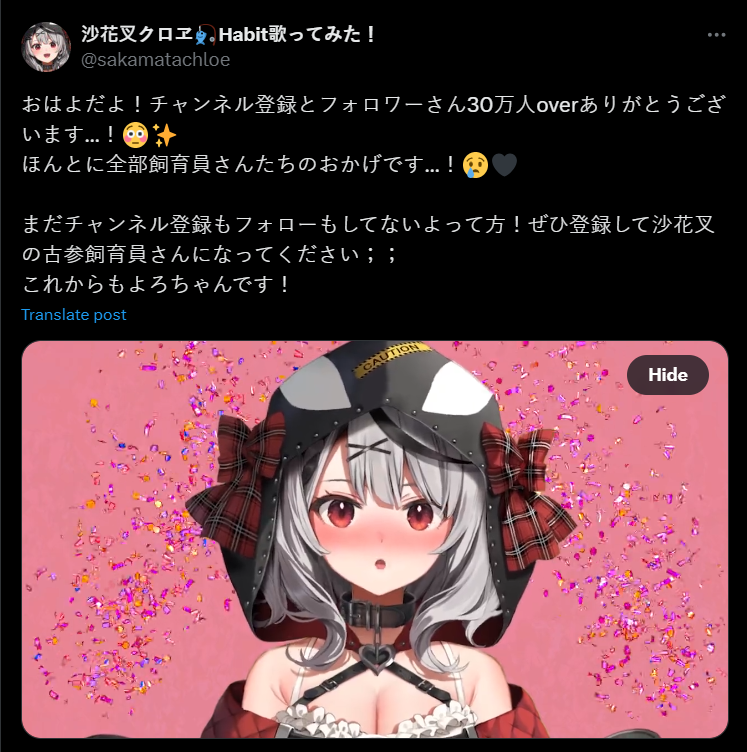 沙花叉クロヱ🎣Habit歌ってみた！
@sakamatachloe
おはよだよ！チャンネル登録とフォロワーさん30万人overありがとうござ
います…！😳✨
ほんとに全部飼育員さんたちのおかげです…！😢🖤
まだチャンネル登録もフォローもしてないよって方！ぜひ登録して沙花叉
の古参飼育員さんになってください；；
これからもよろちゃんです！
Translate post
CAUTION
Hide